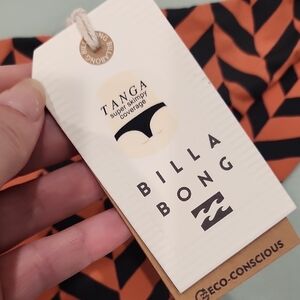 TANGA
super skimpy
coverage
BILLA
BONG
ECO-CONSCIOUS